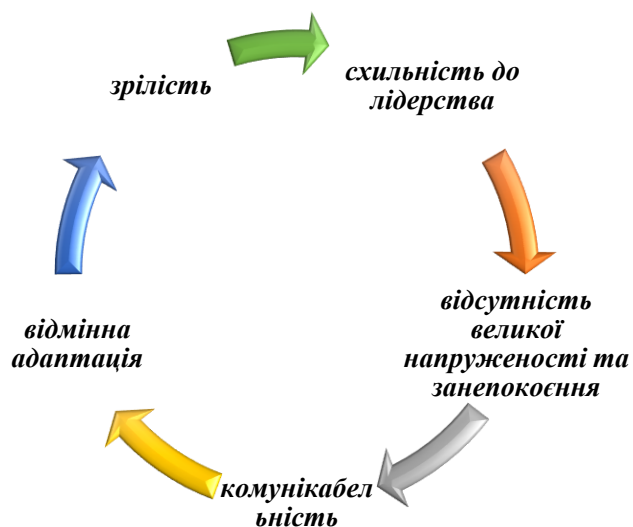 зрілість
схильність до
лідерства
відсутність
великої
напруженості та
занепокоєння
комунікабел
ьність
відмінна
адаптація